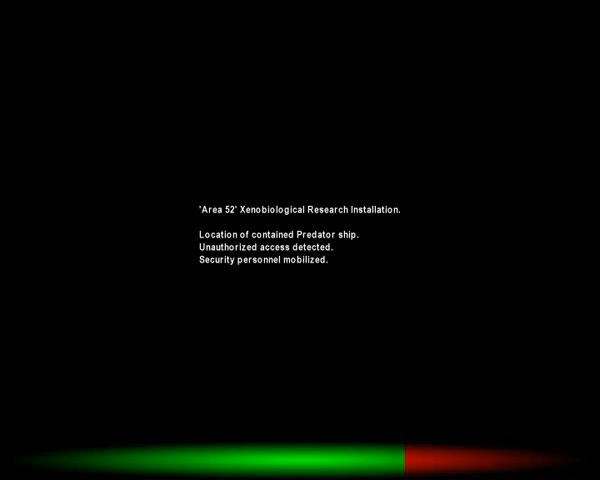 'Area 52' Xenobiological Research Installation.
Location of contained Predator ship.
Unauthorized access detected.
Security personnel mobilized.